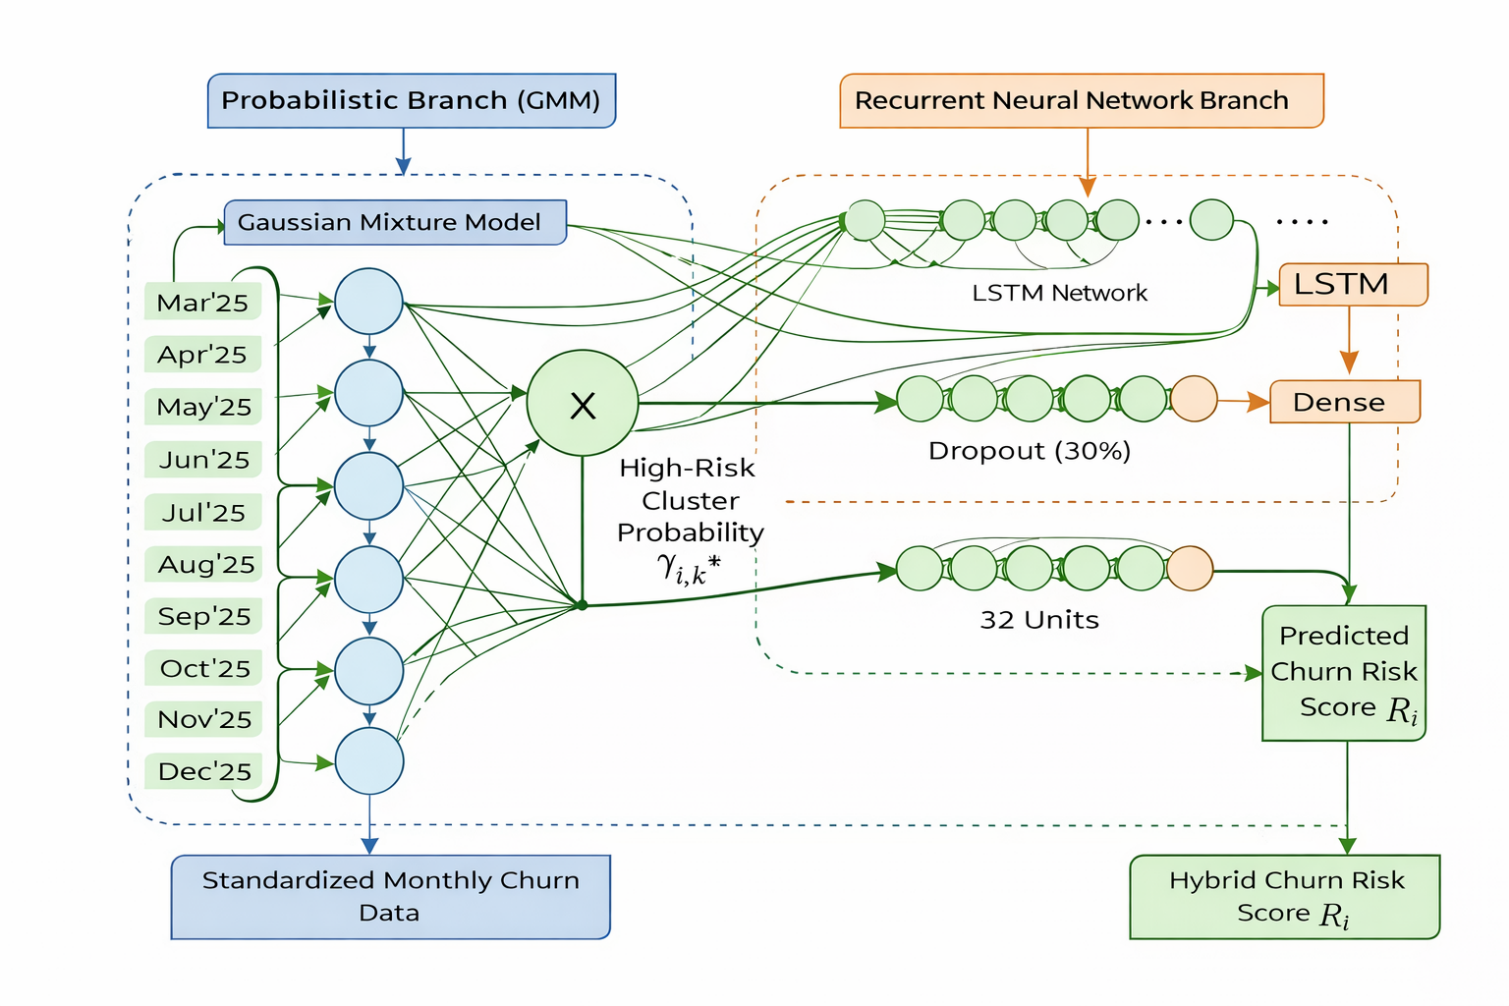 Probabilistic Branch (GMM)
Recurrent Neural Network Branch
Gaussian Mixture Model
Mar'25
Apr'25
May'25
Jun'25
Jul'25
Aug'25
Sep'25
Oct'25
Nov'25
Dec'25
X
High-Risk
Cluster
Probability
γi,k*
....
LSTM Network
LSTM
Dropout (30%)
Dense
32 Units
Predicted
Churn Risk
Score Ri
Standardized Monthly Churn
Data
Hybrid Churn Risk
Score Ri